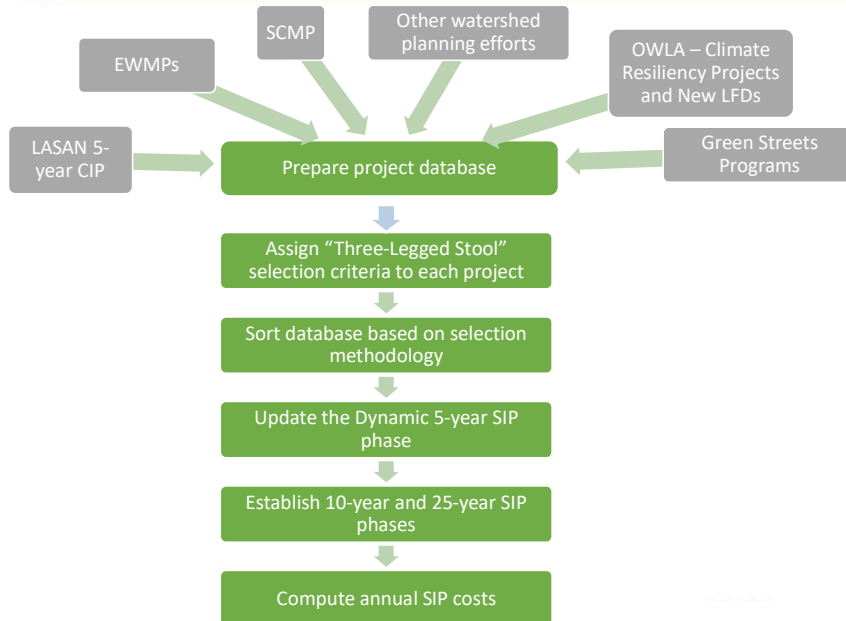 SCMP
Other watershed
planning efforts
EWMPs
OWLA – Climate
Resiliency Projects
and New LFDs
LASAN 5-
year CIP
Prepare project database
Green Streets
Programs
Assign “Three-Legged Stool”
selection criteria to each project
Sort database based on selection
methodology
Update the Dynamic 5-year SIP
phase
Establish 10-year and 25-year SIP
phases
Compute annual SIP costs